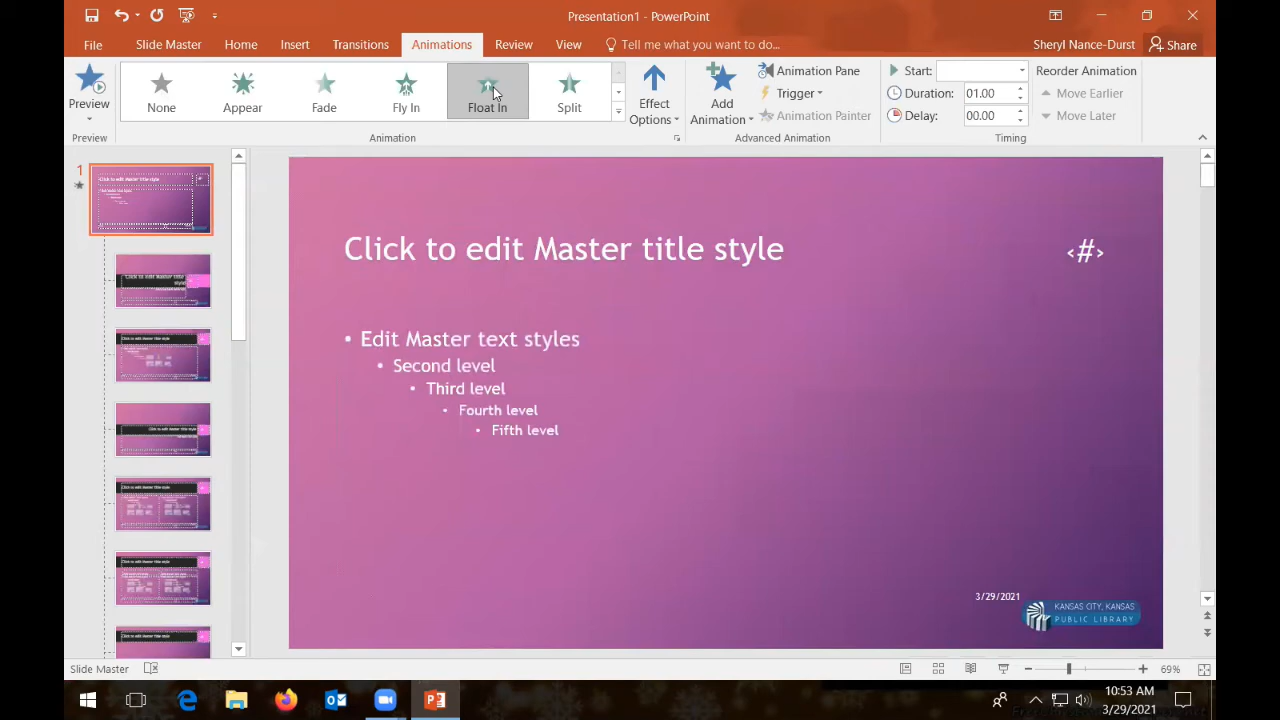 Presentation1 - PowerPoint
File Slide Master Home Insert Transitions Animations Review View Tell me what you want to do... Sheryl Nance-Durst Share
Preview
None Appear Fade Fly In Float In Split
Effect Options
Add Animation
Animation Pane
Trigger
Animation Painter
Start:
Duration: 01.00
Delay: 00.00
Reorder Animation
Move Earlier
Move Later
Preview Animation Advanced Animation Timing
1
Click to edit Master title style
<#>
• Edit Master text styles
• Second level
• Third level
• Fourth level
• Fifth level
3/29/2021
KANSAS CITY, KANSAS
PUBLIC LIBRARY
Slide Master 69%
10:53 AM
3/29/2021